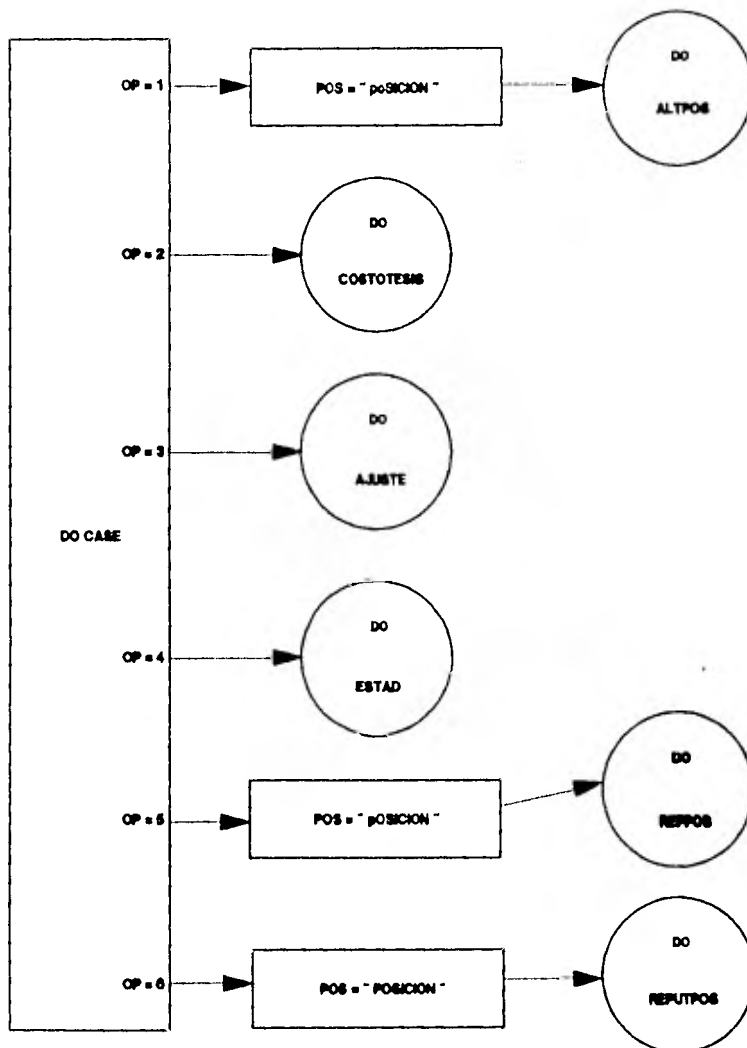 DO
OP = 1
POS = " poSICION "
ALTPOS
DO
OP = 2
COSTOTESIS
DO
OP = 3
AJUSTE
DO CASE
DO
OP = 4
ESTAD
DO
OP = 5
POS = " pOSICION "
REPPOS
DO
OP = 6
POS = " POSICION "
REPUTPOS